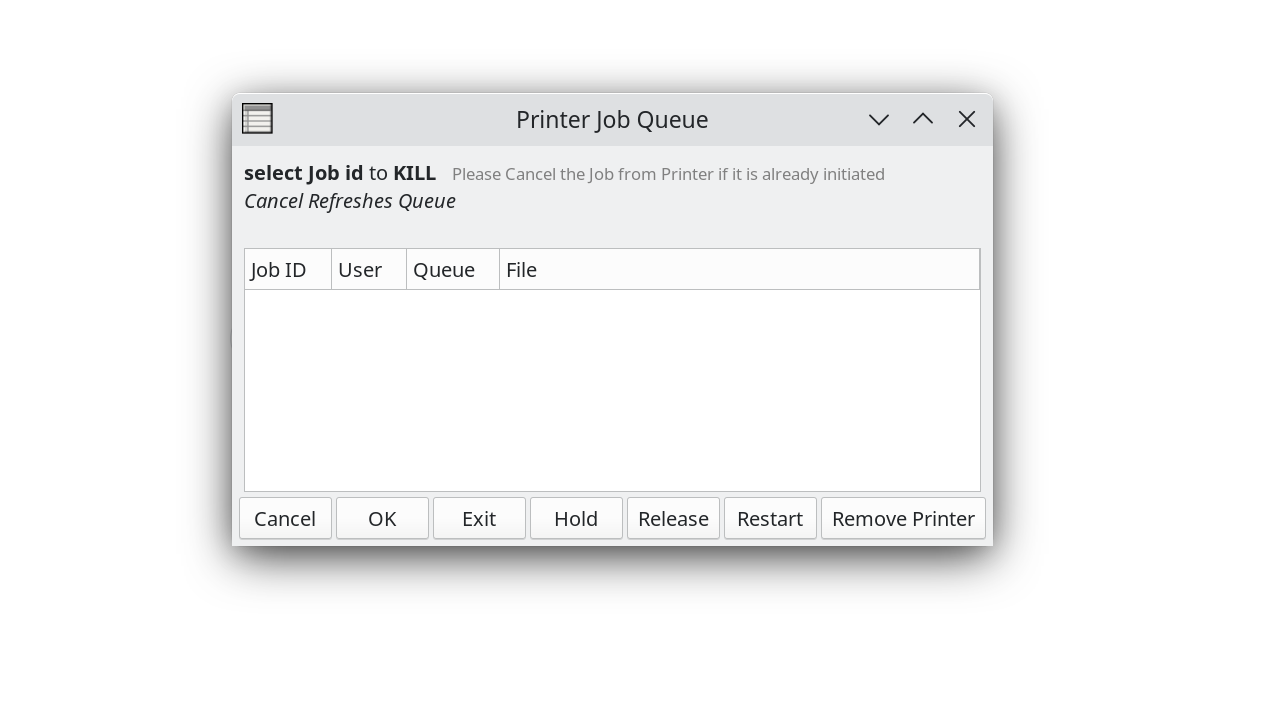 Printer Job Queue
select Job id to KILL Please Cancel the Job from Printer if it is already initiated
Cancel Refreshes Queue
Job ID User Queue File
Cancel OK Exit Hold Release Restart Remove Printer